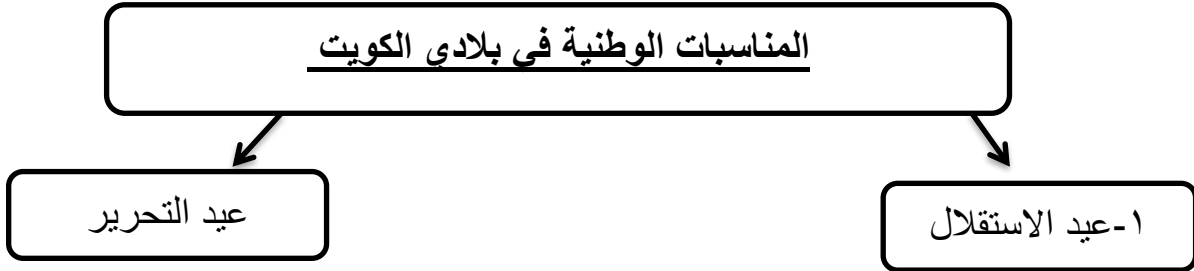 المناسبات الوطنية في بلادي الكويت
١-عيد الاستقلال
عيد التحرير